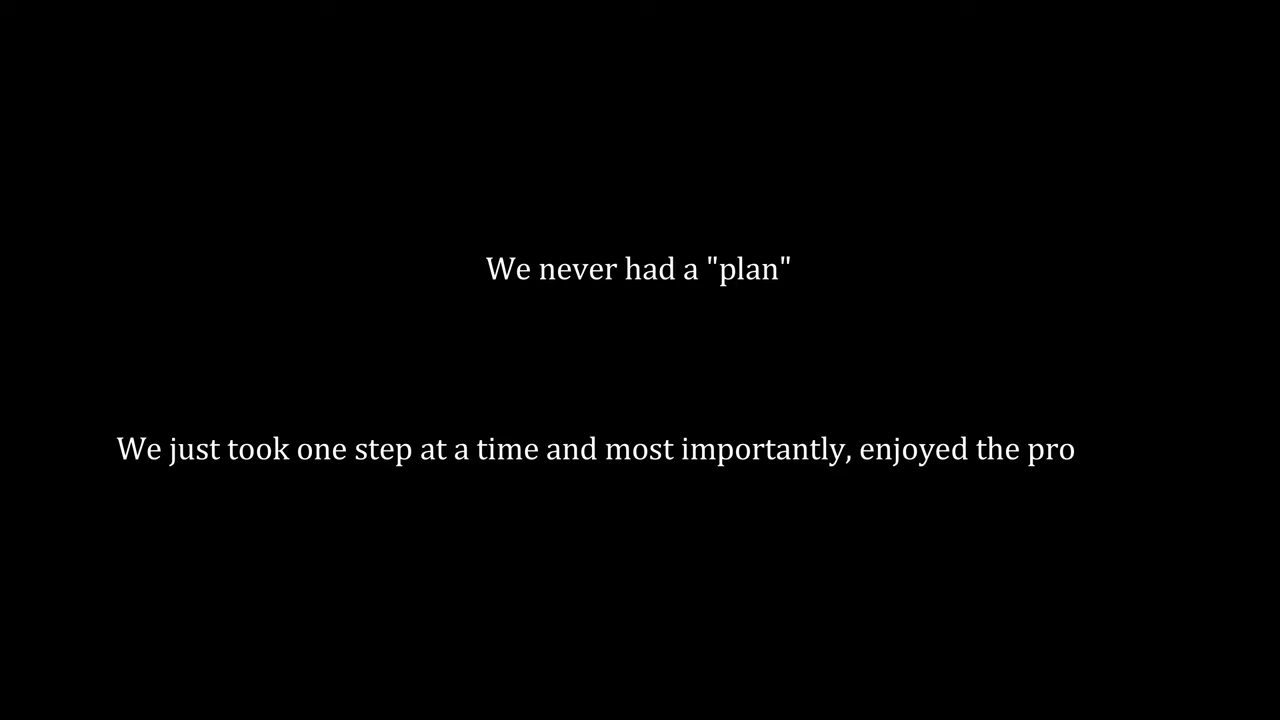 We never had a "plan"
We just took one step at a time and most importantly, enjoyed the pro